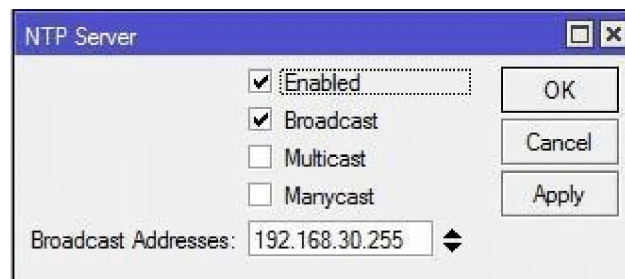 NTP Server
Enabled
OK
Broadcast
Cancel
Multicast
Manycast
Apply
Broadcast Addresses: 192.168.30.255